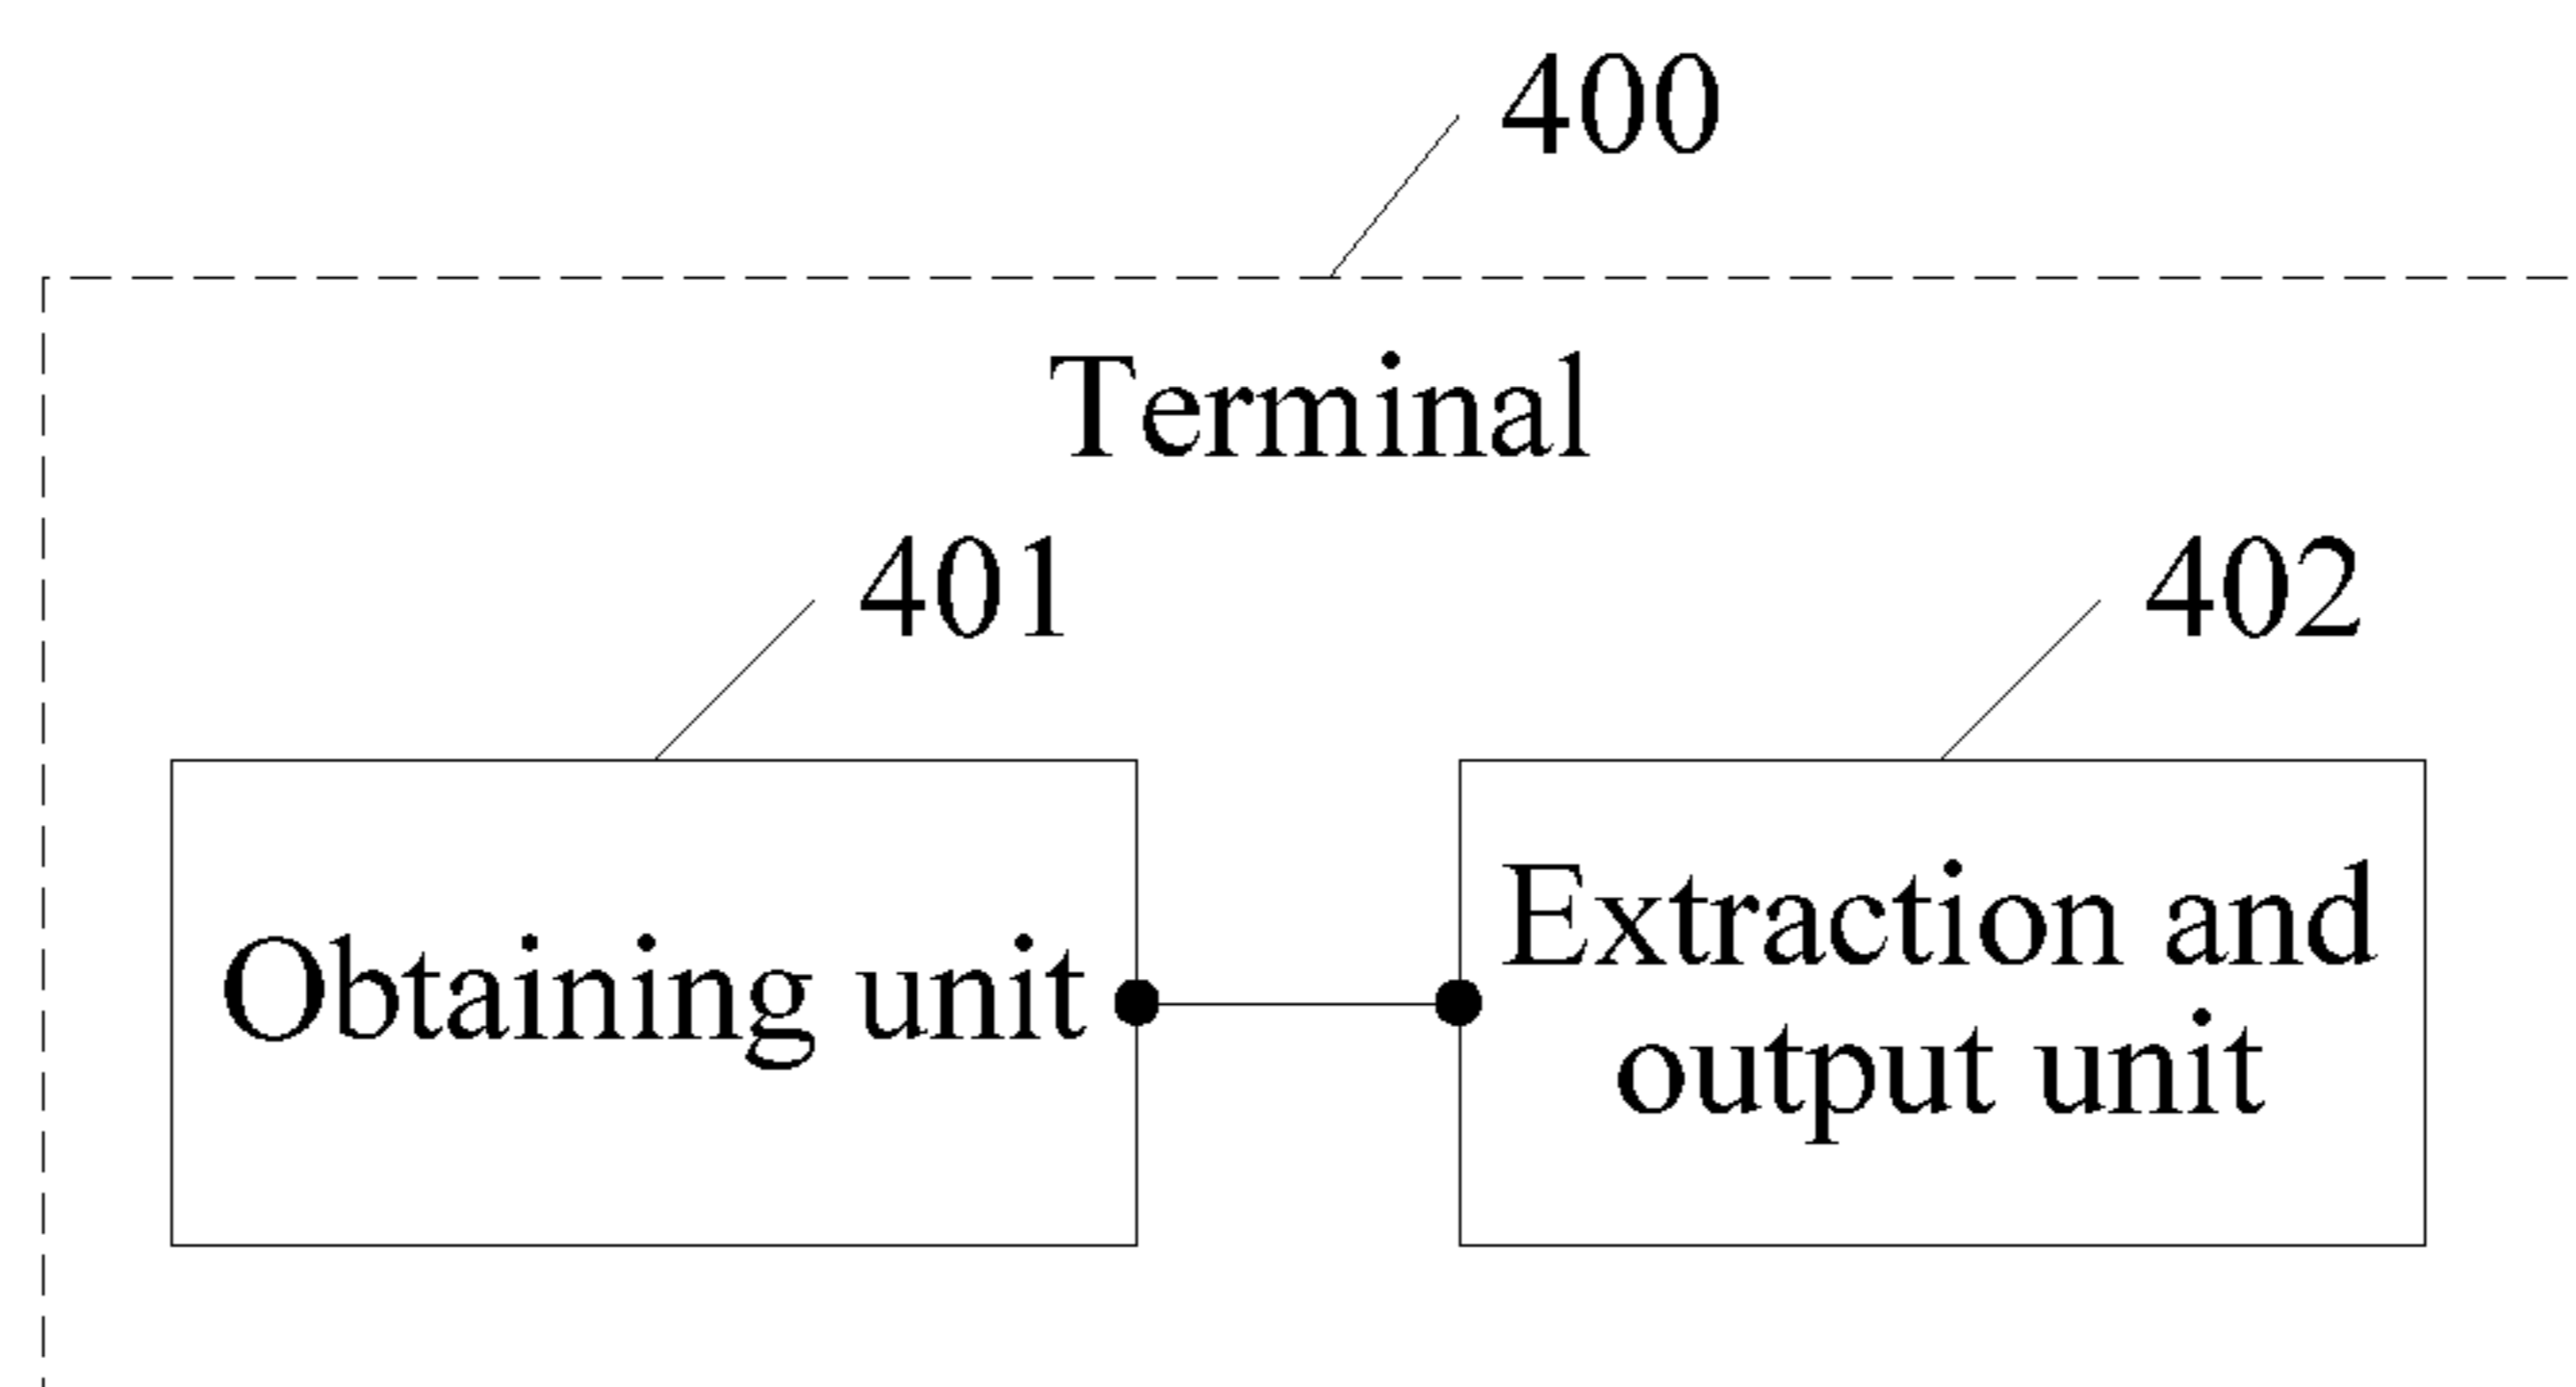 400
Terminal
401
402
Obtaining unit
Extraction and
output unit